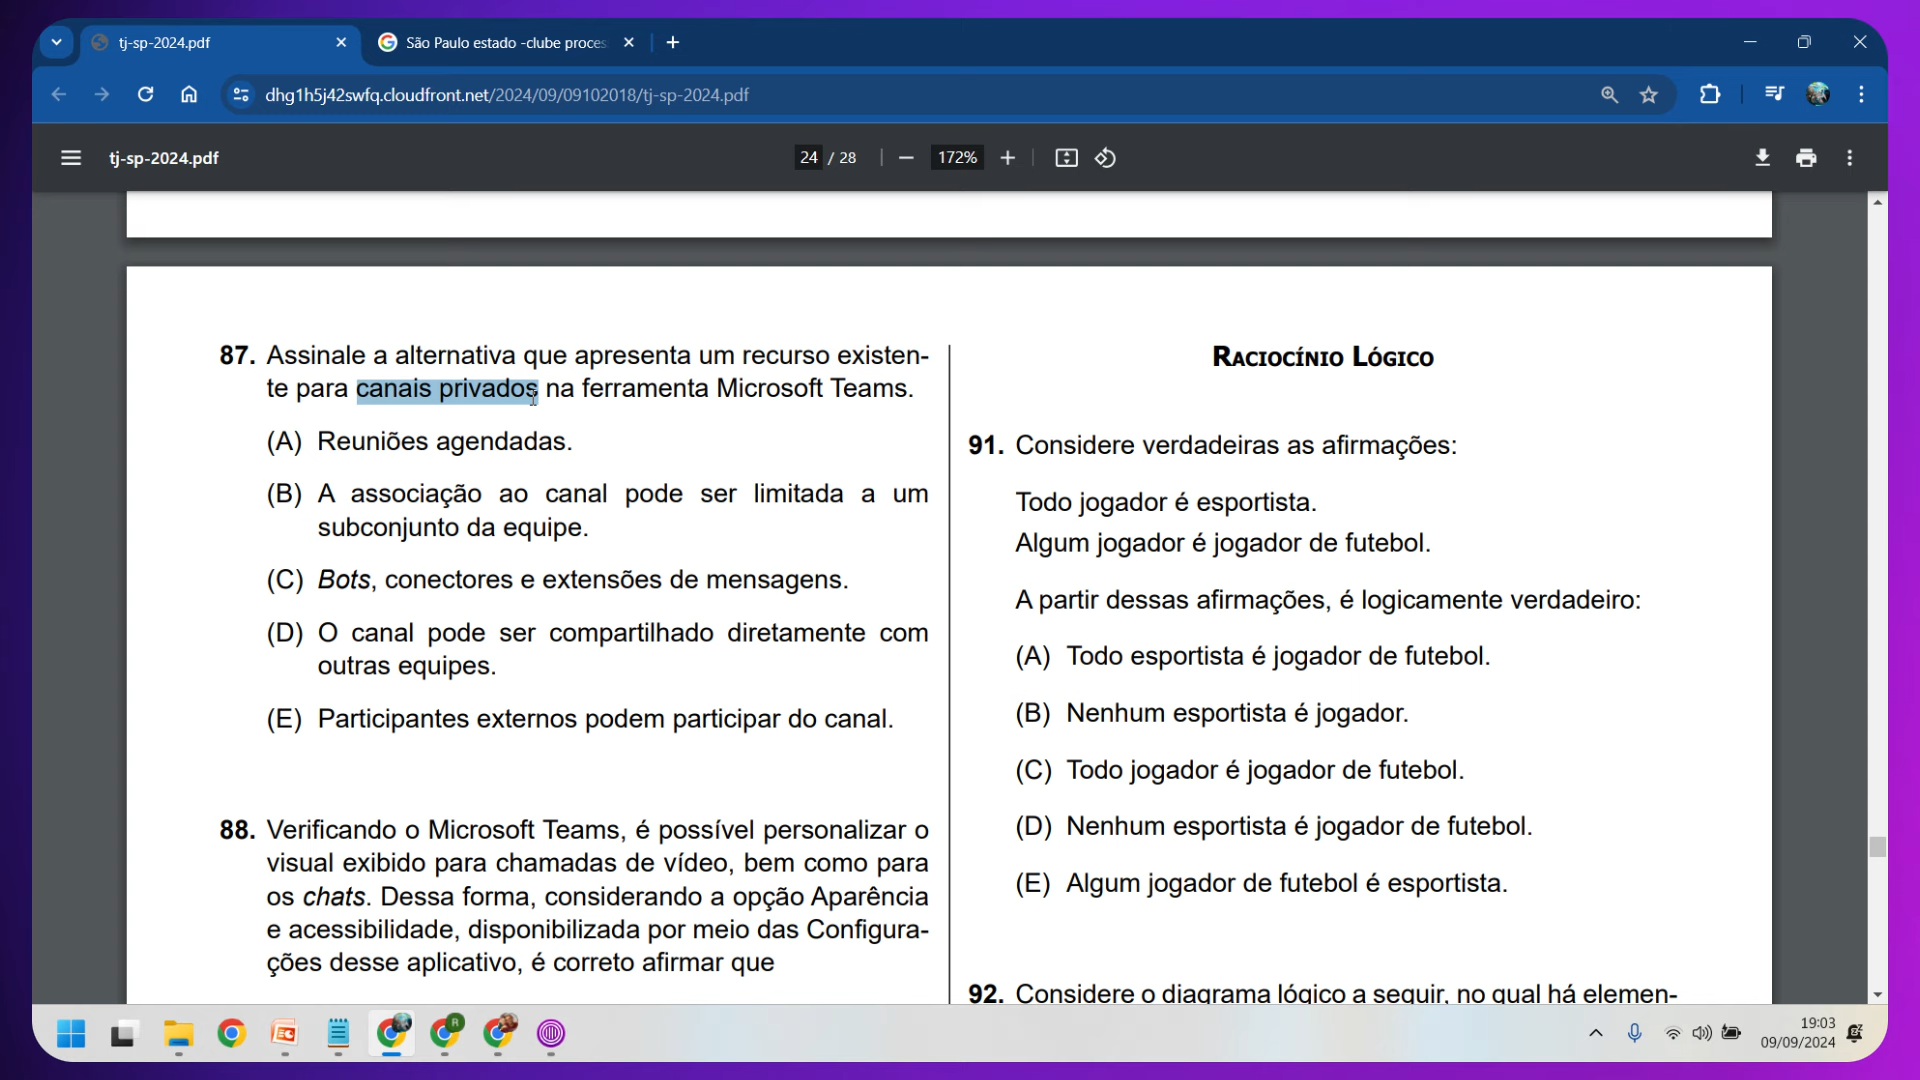 tj-sp-2024.pdf
São Paulo estado -clube proces
dhg1h5j42swfq.cloudfront.net/2024/09/09102018/tj-sp-2024.pdf
tj-sp-2024.pdf
24 / 28
172%
87. Assinale a alternativa que apresenta um recurso existen-
te para canais privados na ferramenta Microsoft Teams.
(A) Reuniões agendadas.
(B) A associação ao canal pode ser limitada a um
subconjunto da equipe.
(C) Bots, conectores e extensões de mensagens.
(D) O canal pode ser compartilhado diretamente com
outras equipes.
(E) Participantes externos podem participar do canal.
88. Verificando o Microsoft Teams, é possível personalizar o
visual exibido para chamadas de vídeo, bem como para
os chats. Dessa forma, considerando a opção Aparência
e acessibilidade, disponibilizada por meio das Configura-
ções desse aplicativo, é correto afirmar que
RACIOCÍNIO LÓGICO
91. Considere verdadeiras as afirmações:
Todo jogador é esportista.
Algum jogador é jogador de futebol.
A partir dessas afirmações, é logicamente verdadeiro:
(A) Todo esportista é jogador de futebol.
(B) Nenhum esportista é jogador.
(C) Todo jogador é jogador de futebol.
(D) Nenhum esportista é jogador de futebol.
(E) Algum jogador de futebol é esportista.
92. Considere o diagrama lógico a seguir, no qual há elemen-
R
19:03
09/09/2024